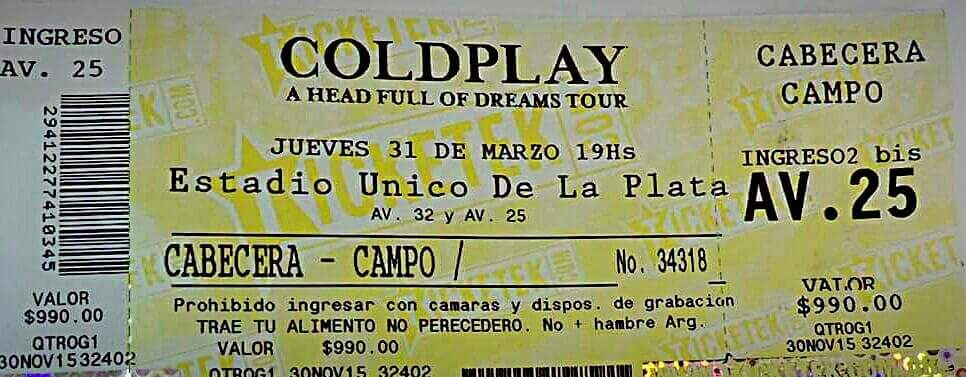 INGRESO
AV. 25
29412277410345
VALOR
$990.00
QTROG1
30NOV1532402
COLDPLAY
A HEAD FULL OF DREAMS TOUR
JUEVES 31 DE MARZO 19Hs
Estadio Unico De La Plata
AV. 32 y AV. 25
CABECERA - CAMPO / No. 34318
Prohibido ingresar con camaras y dispos. de grabacion
TRAE TU ALIMENTO NO PERECEDERO. No + hambre Arg.
VALOR $990.00
QTROG1 30NOV15 32402
CABECERA
CAMPO
INGRESO2 bis
AV.25
VALOR
$990.00
QTROG1
30NOV15 32402
TICKETEK.COM